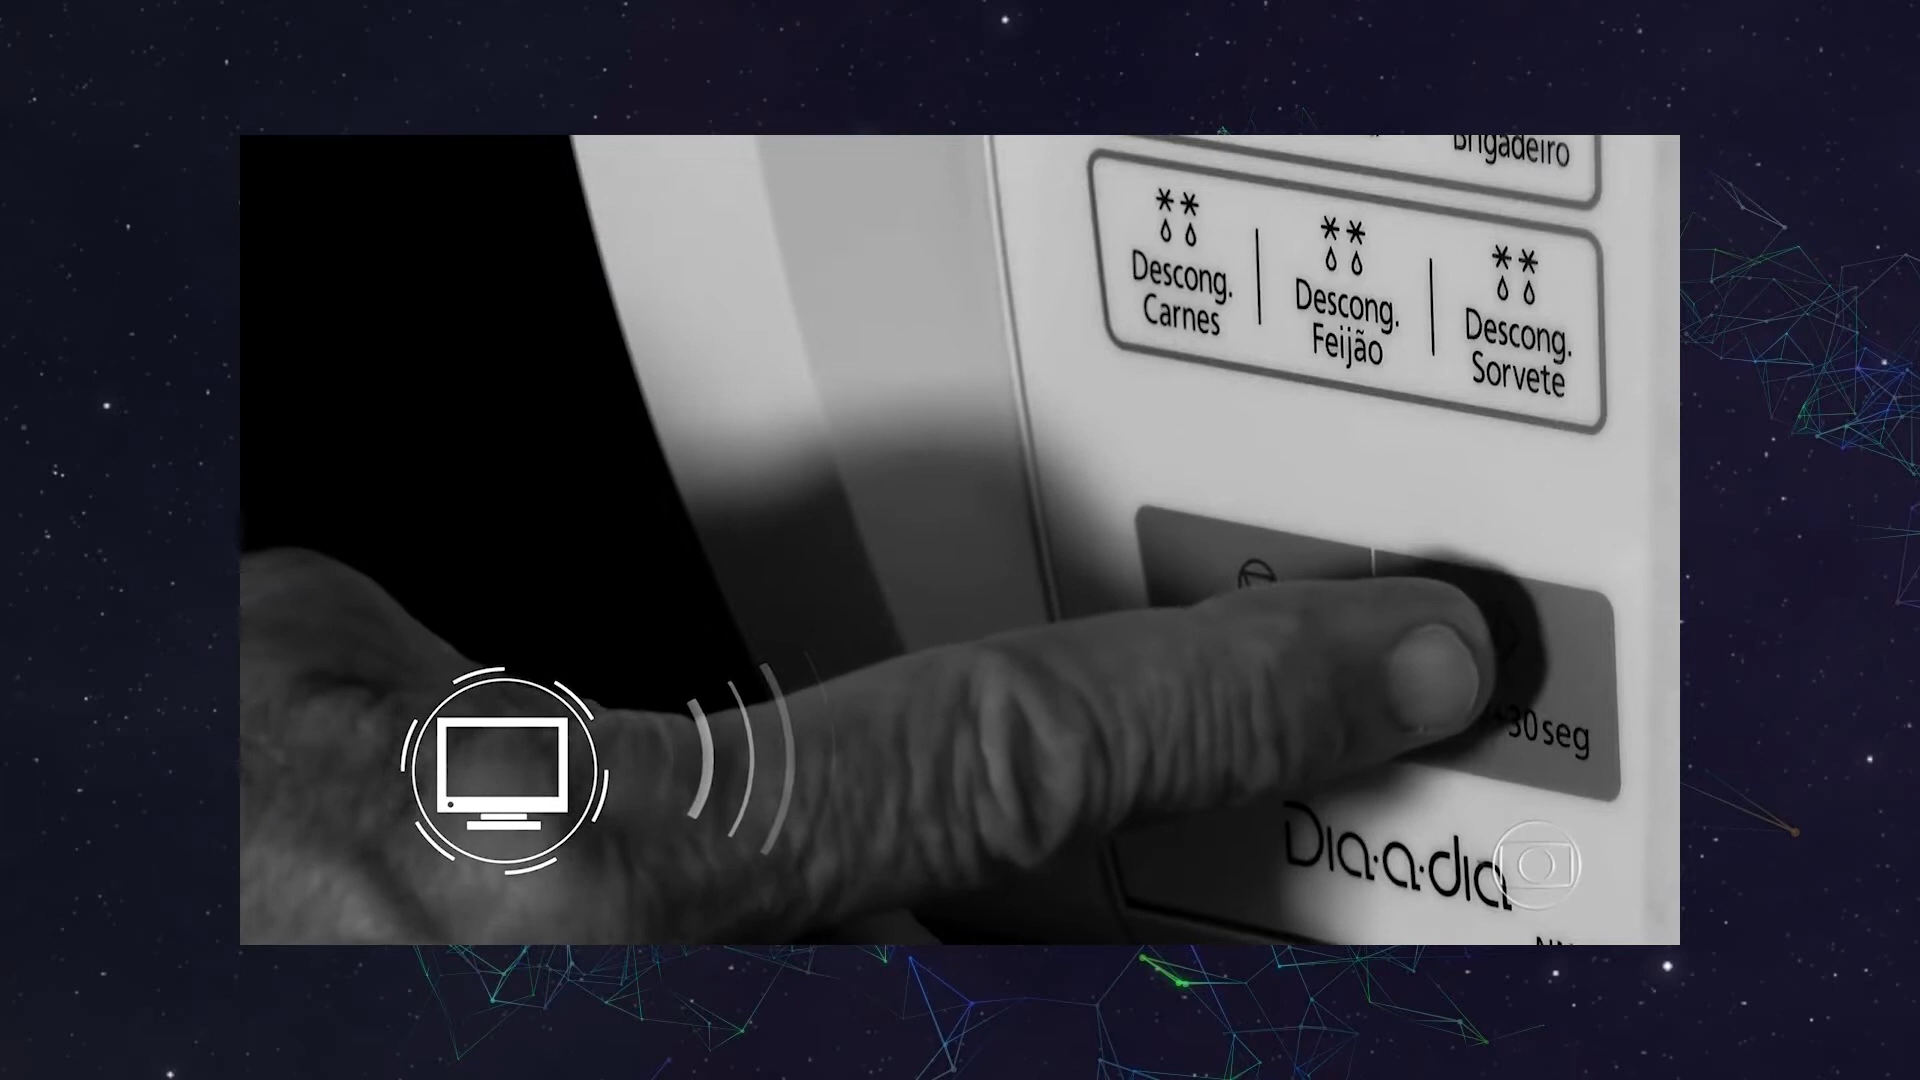 Brigadeiro
Descong.
Carnes
Descong.
Feijão
Descong.
Sorvete
+30seg
Dia·a·dia